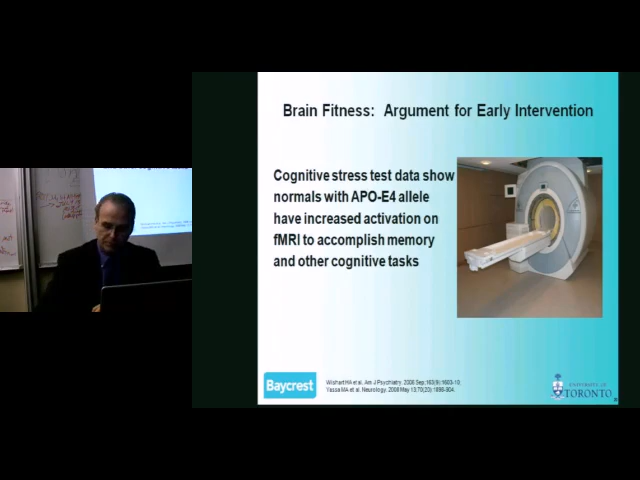 Brain Fitness: Argument for Early Intervention
Cognitive stress test data show
normals with APO-E4 allele
have increased activation on
fMRI to accomplish memory
and other cognitive tasks
Baycrest
Wishart HA et al. Am J Psychiatry. 2006 Sep;163(9):1603-10.
Yassa MA et al. Neurology. 2008 May 13;70(20):1898-904.
UNIVERSITY OF
TORONTO